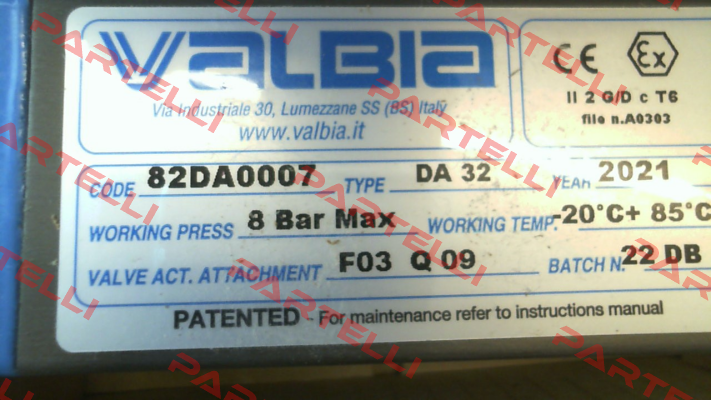 VALBIA
Via Industriale 30, Lumezzane SS (BS) Italy
www.valbia.it
CE Ex
II 2 G/D c T6
file n.A0303
CODE 82DA0007 TYPE DA 32 YEAR 2021
WORKING PRESS 8 Bar Max WORKING TEMP. -20°C+ 85°C
VALVE ACT. ATTACHMENT F03 Q 09 BATCH N. 22 DB
PATENTED - For maintenance refer to instructions manual
PARTELLI